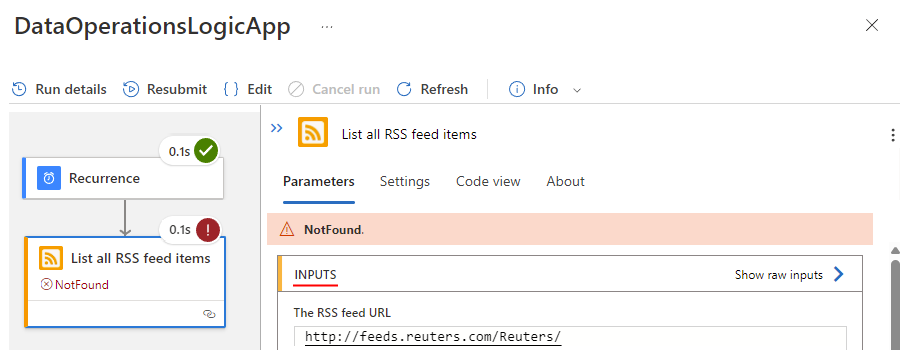 DataOperationsLogicApp ...
Run details Resubmit { } Edit Cancel run Refresh Info
0.1s
Recurrence
0.1s
List all RSS feed items
NotFound
List all RSS feed items
Parameters Settings Code view About
NotFound.
INPUTS Show raw inputs
The RSS feed URL
http://feeds.reuters.com/Reuters/